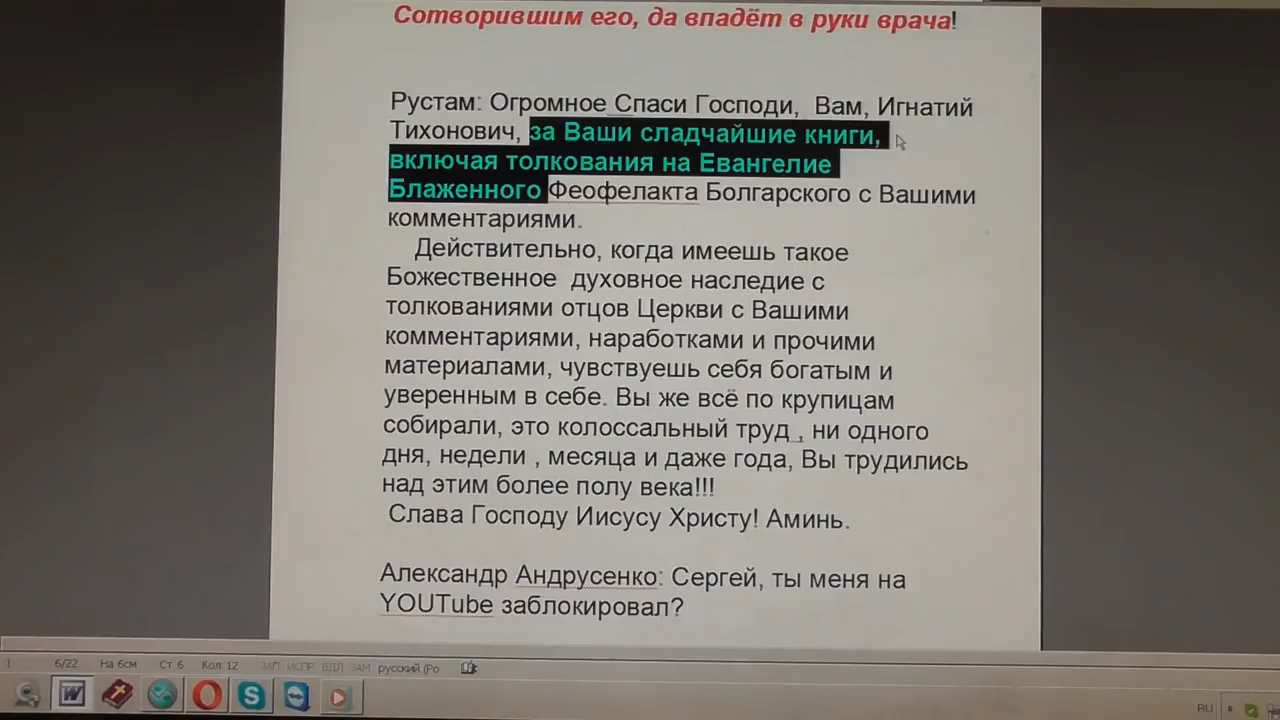 Сотворившим его, да впадёт в руки врача!
Рустам: Огромное Спаси Господи, Вам, Игнатий
Тихонович, за Ваши сладчайшие книги,
включая толкования на Евангелие
Блаженного Феофелакта Болгарского с Вашими
комментариями.
Действительно, когда имеешь такое
Божественное духовное наследие с
толкованиями отцов Церкви с Вашими
комментариями, наработками и прочими
материалами, чувствуешь себя богатым и
уверенным в себе. Вы же всё по крупицам
собирали, это колоссальный труд , ни одного
дня, недели , месяца и даже года, Вы трудились
над этим более полу века!!!
Слава Господу Иисусу Христу! Аминь.
Александр Андрусенко: Сергей, ты меня на
YOUTube заблокировал?
6/22 На 6см Ст 6 Кол 12 ЗАП ИСПР ВДЛ ЗАМ русский (Ро
RU